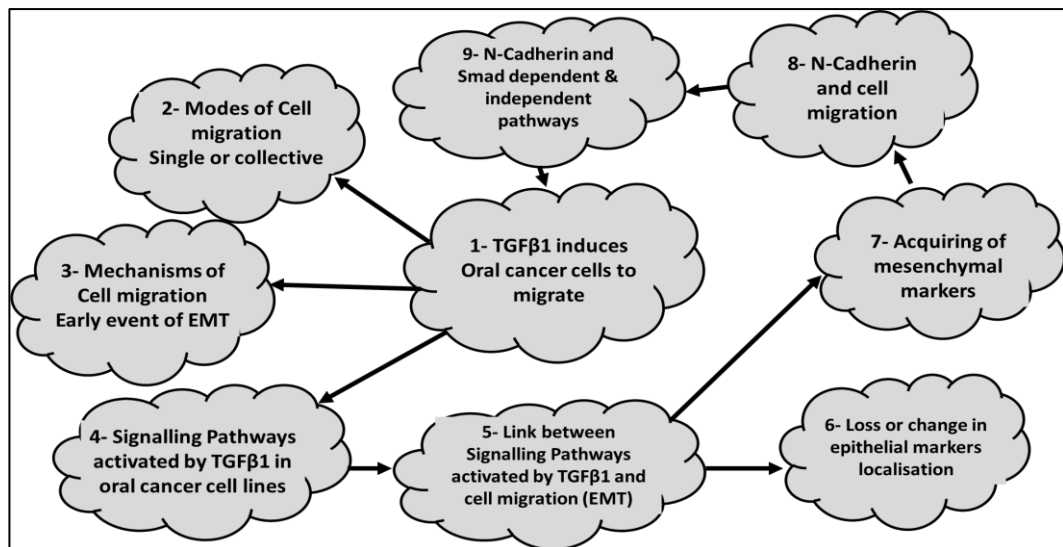 1- TGFβ1 induces
Oral cancer cells to
migrate
2- Modes of Cell
migration
Single or collective
3- Mechanisms of
Cell migration
Early event of EMT
4- Signalling Pathways
activated by TGFβ1 in
oral cancer cell lines
5- Link between
Signalling Pathways
activated by TGFβ1 and
cell migration (EMT)
6- Loss or change in
epithelial markers
localisation
7- Acquiring of
mesenchymal
markers
8- N-Cadherin
and cell
migration
9- N-Cadherin and
Smad dependent &
independent
pathways